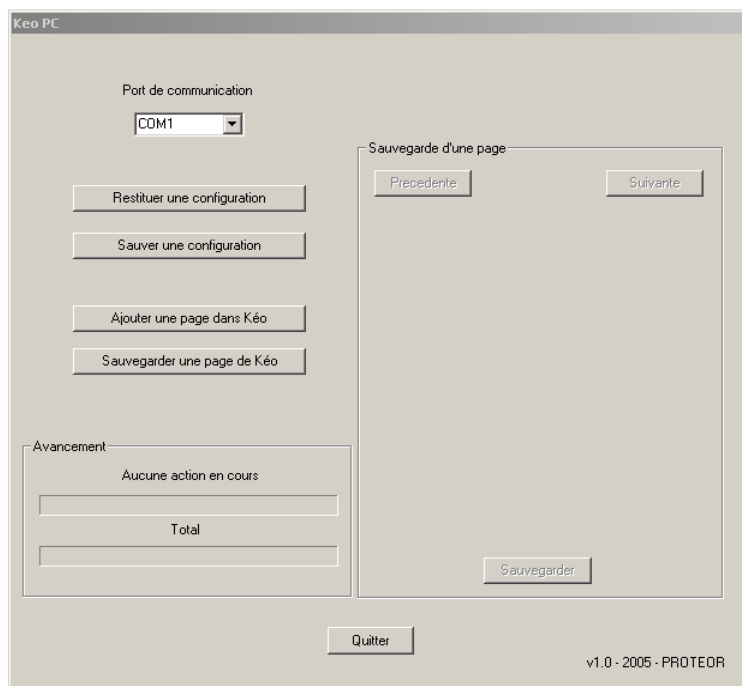 Keo PC
Port de communication
COM1
Restituer une configuration
Sauver une configuration
Ajouter une page dans Kéo
Sauvegarder une page de Kéo
Avancement
Aucune action en cours
Total
Sauvegarde d'une page
Precedente
Suivante
Sauvegarder
Quitter
v1.0 - 2005 - PROTEOR